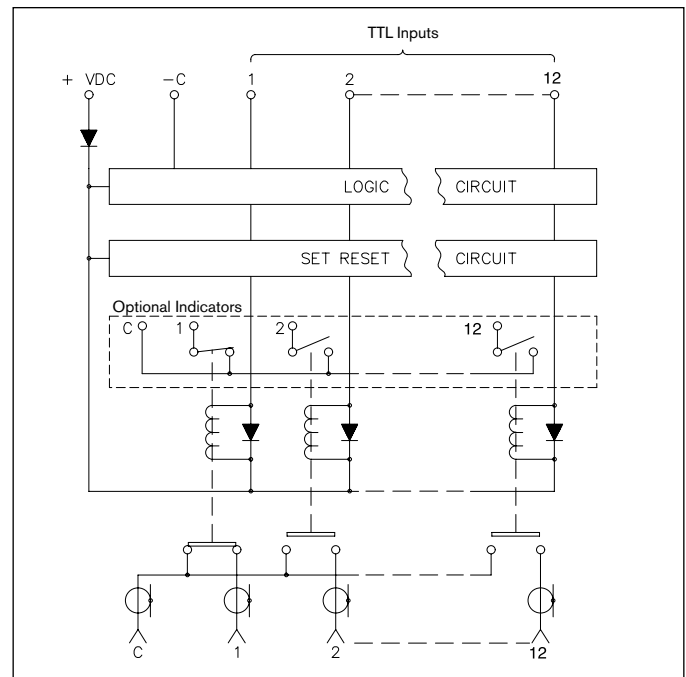 TTL Inputs
+ VDC -C 1 2 12
LOGIC CIRCUIT
SET RESET CIRCUIT
Optional Indicators
C 1 2 12
C 1 2 12